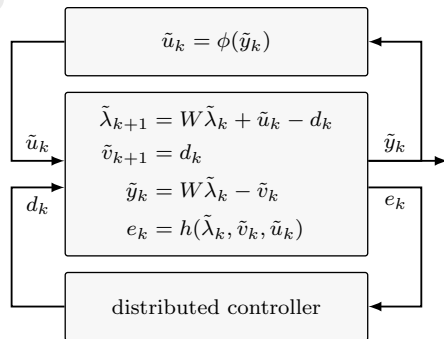 ũ_k = φ(ỹ_k)
λ̃_{k+1} = Wλ̃_k + ũ_k − d_k
ũ_k
ṽ_{k+1} = d_k
ỹ_k
d_k
ỹ_k = Wλ̃_k − ṽ_k
e_k
e_k = h(λ̃_k, ṽ_k, ũ_k)
distributed controller